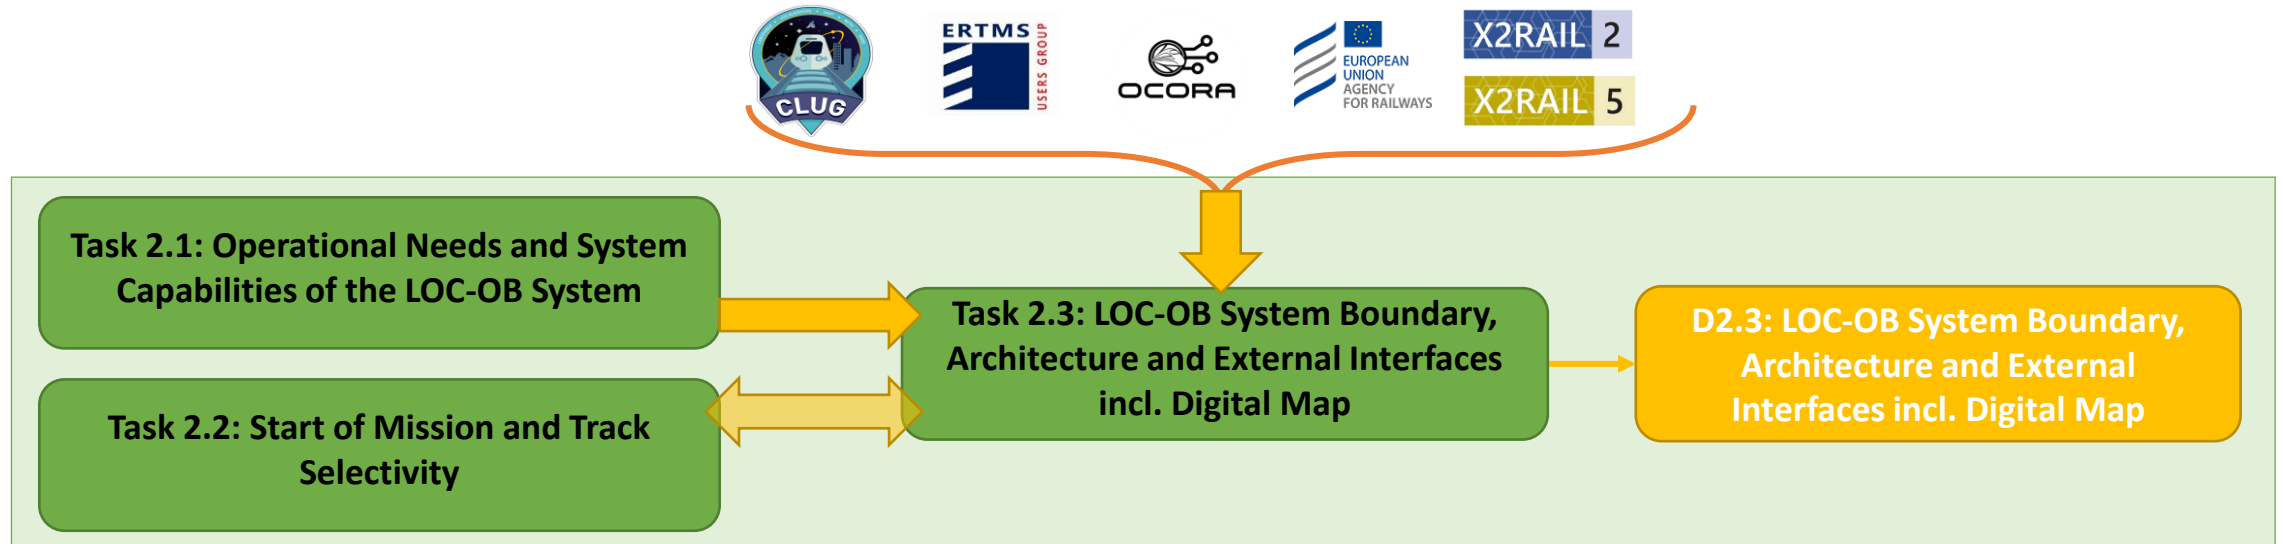 CLUG
ERTMS
USERS GROUP
OCORA
EUROPEAN
UNION
AGENCY
FOR RAILWAYS
X2RAIL 2
X2RAIL 5
Task 2.1: Operational Needs and System
Capabilities of the LOC-OB System
Task 2.2: Start of Mission and Track
Selectivity
Task 2.3: LOC-OB System Boundary,
Architecture and External Interfaces
incl. Digital Map
D2.3: LOC-OB System Boundary,
Architecture and External
Interfaces incl. Digital Map